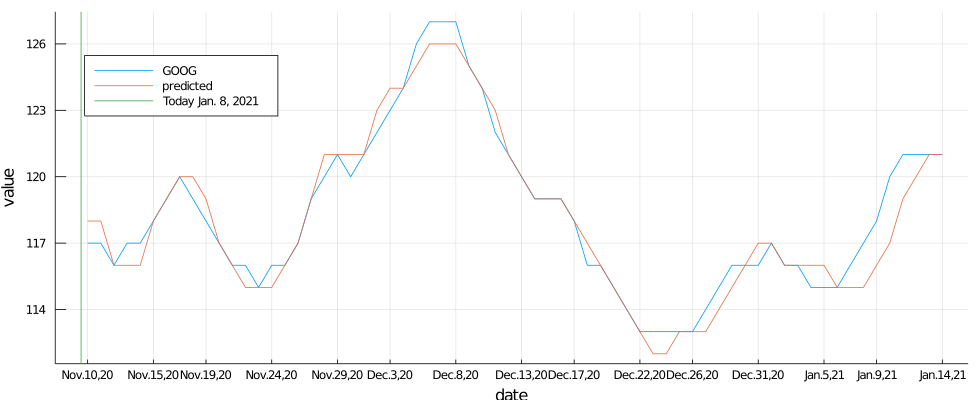 126
123
120
117
114
value
GOOG
predicted
Today Jan. 8, 2021
Nov.10,20 Nov.15,20 Nov.19,20 Nov.24,20 Nov.29,20 Dec.3,20 Dec.8,20 Dec.13,20 Dec.17,20 Dec.22,20 Dec.26,20 Dec.31,20 Jan.5,21 Jan.9,21 Jan.14,21
date